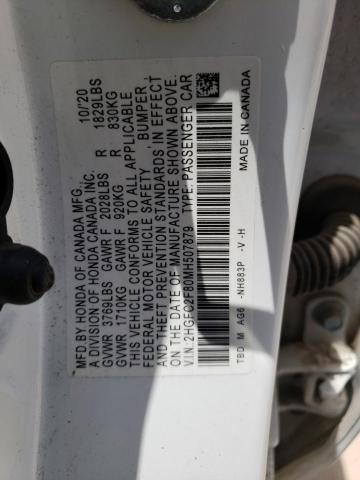 MFD.BY HONDA OF CANADA MFG.; 10/20
A DIVISION OF HONDA CANADA INC.
GVWR 3769LBS GAWR F 2028LBS R 1829LBS
GVWR 1710KG GAWR F 920KG R 830KG
THIS VEHICLE CONFORMS TO ALL APPLICABLE
FEDERAL MOTOR VEHICLE SAFETY, BUMPER,
AND THEFT PREVENTION STANDARDS IN EFFECT
ON THE DATE OF MANUFACTURE SHOWN ABOVE.
V.I.N.:2HGFC2F80MH507879 TYPE: PASSENGER CAR
TBD M AG6 -NH883P -V -H MADE IN CANADA